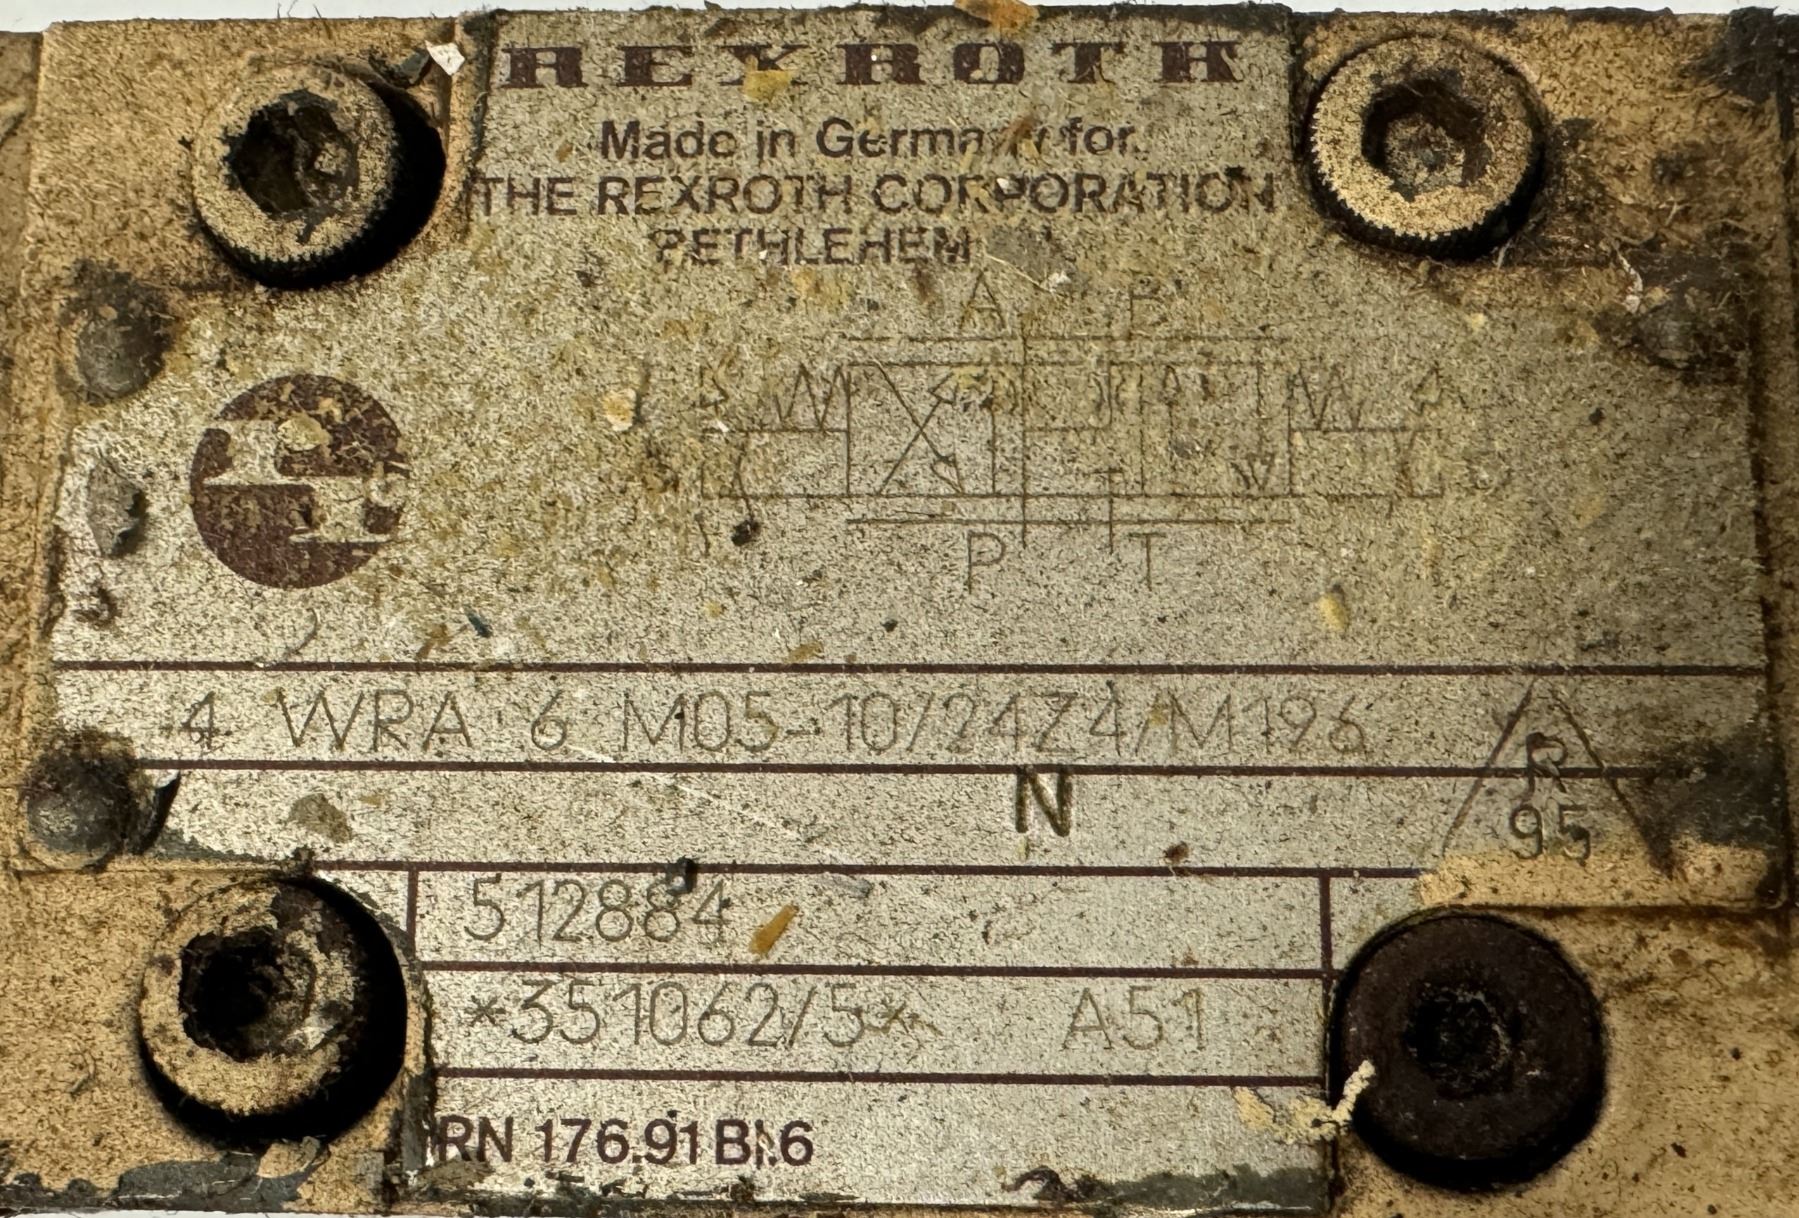 REXROTH
Made in Germany for
THE REXROTH CORPORATION
BETHLEHEM
A B
P T
4 WRA 6 M05-10/24Z4/M196
R
N
95
512884
*351062/5* A51
RN 176.91 Bl.6